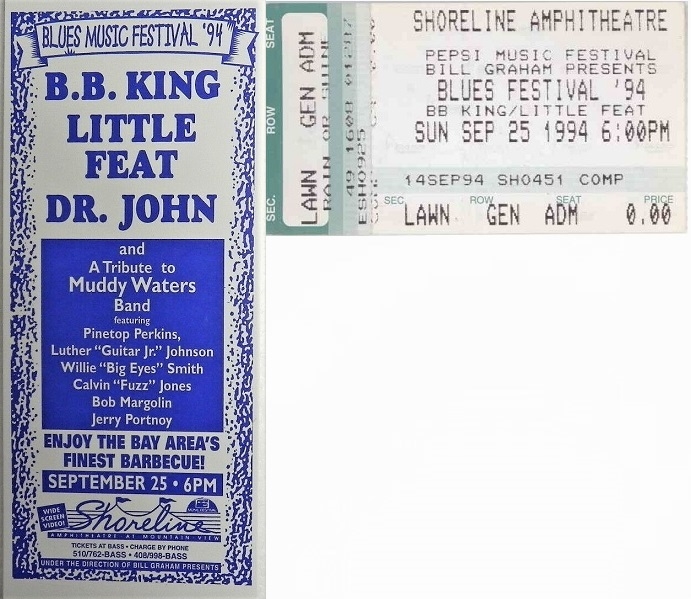 BLUES MUSIC FESTIVAL '94
B.B. KING
LITTLE
FEAT
DR. JOHN
and
A Tribute to
Muddy Waters
Band
featuring
Pinetop Perkins,
Luther "Guitar Jr." Johnson
Willie "Big Eyes" Smith
Calvin "Fuzz" Jones
Bob Margolin
Jerry Portnoy
ENJOY THE BAY AREA'S
FINEST BARBECUE!
SEPTEMBER 25 • 6PM
WIDE
SCREEN
VIDEO!
Shoreline
AMPHITHEATRE AT MOUNTAIN VIEW
TICKETS AT BASS • CHARGE BY PHONE
510/762-BASS • 408/998-BASS
UNDER THE DIRECTION OF BILL GRAHAM PRESENTS
SEC. ROW SEAT
LAWN GEN ADM
RAIN OR SHINE
SHORELINE AMPHITHEATRE
PEPSI MUSIC FESTIVAL
BILL GRAHAM PRESENTS
BLUES FESTIVAL '94
BB KING/LITTLE FEAT
SUN SEP 25 1994 6:00PM
14SEP94 SH0451 COMP
SEC ROW SEAT PRICE
LAWN GEN ADM 0.00